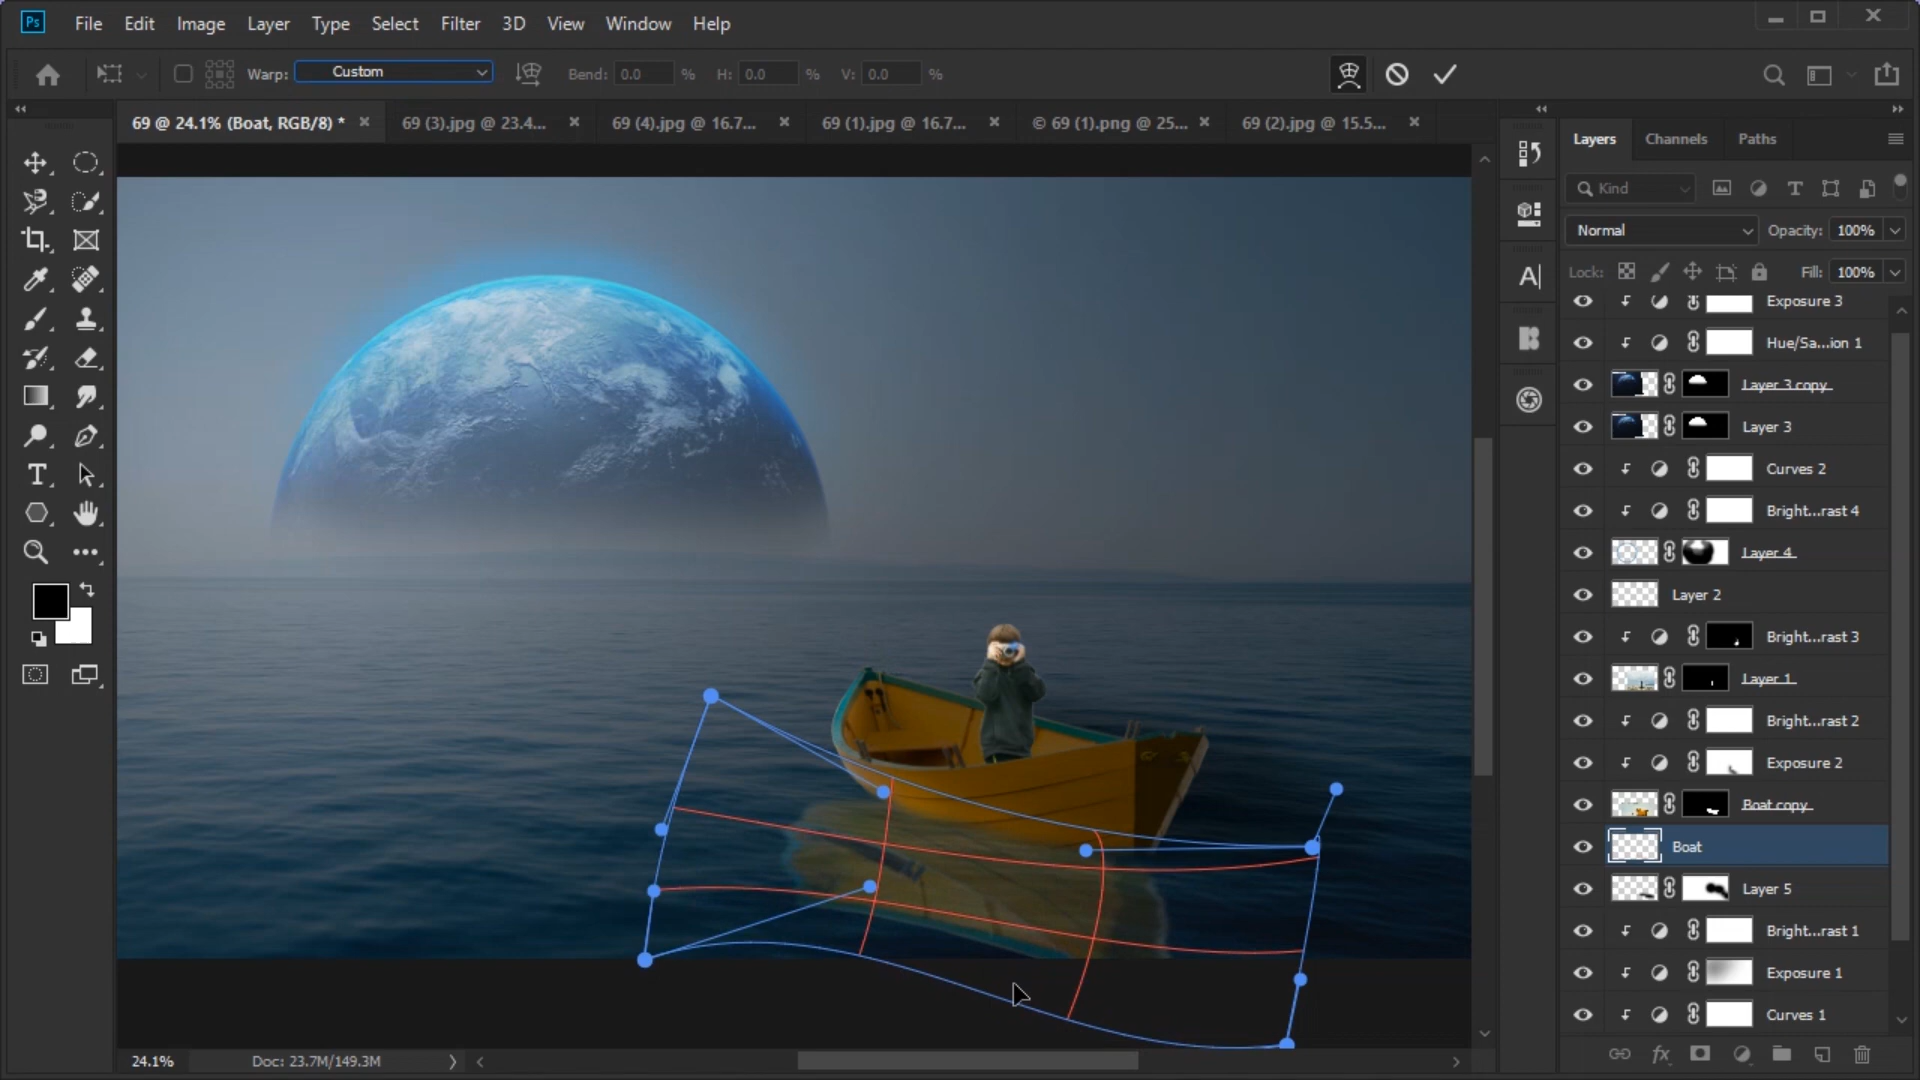 Ps File Edit Image Layer Type Select Filter 3D View Window Help
Warp: Custom Bend: 0.0 % H: 0.0 % V: 0.0 %
69 @ 24.1% (Boat, RGB/8) * 69 (3).jpg @ 23.4... 69 (4).jpg @ 16.7... 69 (1).jpg @ 16.7... © 69 (1).png @ 25... 69 (2).jpg @ 15.5...
Layers Channels Paths
Kind
Normal Opacity: 100%
Lock: Fill: 100%
Exposure 3
Hue/Sa...ion 1
Layer 3 copy
Layer 3
Curves 2
Bright...rast 4
Layer 4
Layer 2
Bright...rast 3
Layer 1
Bright...rast 2
Exposure 2
Boat copy
Boat
Layer 5
Bright...rast 1
Exposure 1
Curves 1
24.1% Doc: 23.7M/149.3M